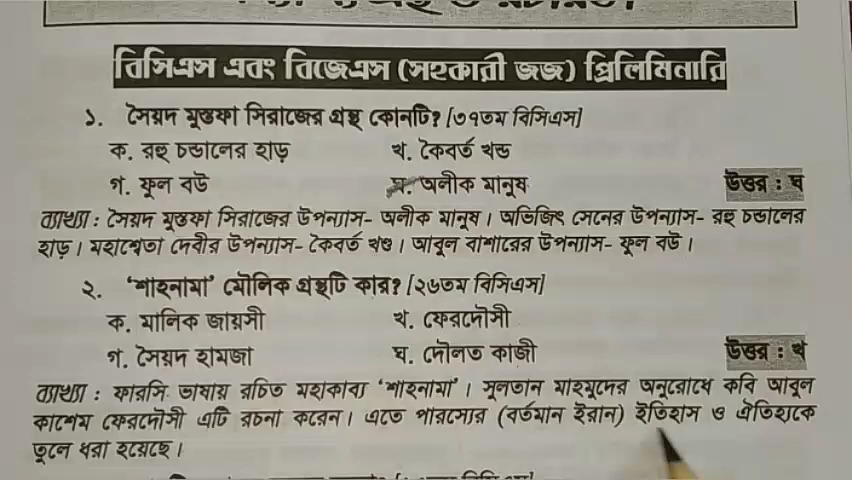 বিসিএস এবং বিজেএস (সহকারী জজ) প্রিলিমিনারি
১. সৈয়দ মুস্তফা সিরাজের গ্রন্থ কোনটি? [৩৭তম বিসিএস]
ক. রহু চন্ডালের হাড় খ. কৈবর্ত খন্ড
গ. ফুল বউ ঘ. অলীক মানুষ উত্তর : ঘ
ব্যাখ্যা : সৈয়দ মুস্তফা সিরাজের উপন্যাস- অলীক মানুষ। অভিজিৎ সেনের উপন্যাস- রহু চন্ডালের
হাড়। মহাশ্বেতা দেবীর উপন্যাস- কৈবর্ত খণ্ড। আবুল বাশারের উপন্যাস- ফুল বউ।
২. ‘শাহনামা’ মৌলিক গ্রন্থটি কার? [২৬তম বিসিএস]
ক. মালিক জায়সী খ. ফেরদৌসী
গ. সৈয়দ হামজা ঘ. দৌলত কাজী উত্তর : খ
ব্যাখ্যা : ফারসি ভাষায় রচিত মহাকাব্য ‘শাহনামা’। সুলতান মাহমুদের অনুরোধে কবি আবুল
কাশেম ফেরদৌসী এটি রচনা করেন। এতে পারস্যের (বর্তমান ইরান) ইতিহাস ও ঐতিহ্যকে
তুলে ধরা হয়েছে।